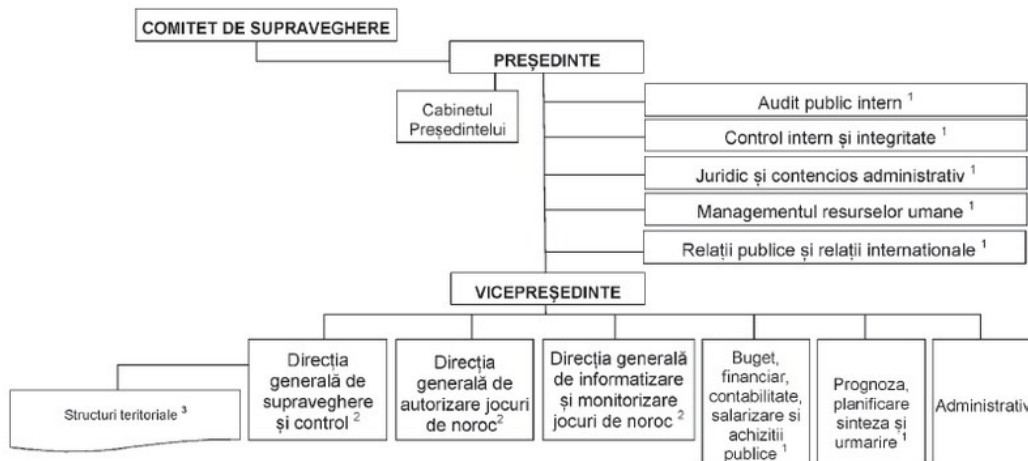 COMITET DE SUPRAVEGHERE
PREȘEDINTE
Cabinetul
Președintelui
Audit public intern 1
Control intern și integritate 1
Juridic și contencios administrativ 1
Managementul resurselor umane 1
Relații publice și relații internationale 1
VICEPREȘEDINTE
Structuri teritoriale 3
Direcția
generală de
supraveghere
și control 2
Direcția
generală de
autorizare jocuri
de noroc2
Direcția generală
de informatizare
și monitorizare
jocuri de noroc 2
Buget,
financiar,
contabilitate,
salarizare si
achizitii
publice 1
Prognoza,
planificare
sinteza și
urmarire 1
Administrativ